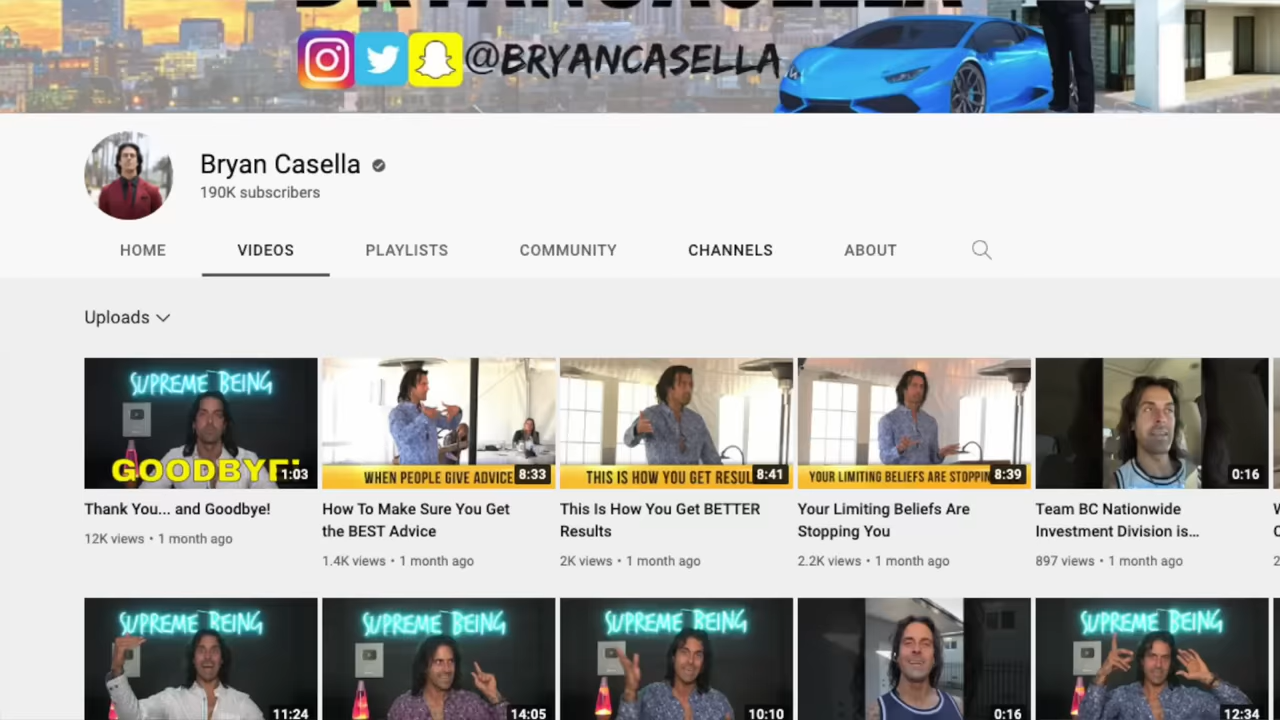 BRYANCASELLA
@BRYANCASELLA
Bryan Casella
190K subscribers
HOME VIDEOS PLAYLISTS COMMUNITY CHANNELS ABOUT
Uploads
SUPREME BEING
GOODBYE!
1:03
WHEN PEOPLE GIVE ADVICE
8:33
THIS IS HOW YOU GET RESUL
8:41
YOUR LIMITING BELIEFS ARE STOPPIN
8:39
0:16
Thank You... and Goodbye!
12K views • 1 month ago
How To Make Sure You Get
the BEST Advice
1.4K views • 1 month ago
This Is How You Get BETTER
Results
2K views • 1 month ago
Your Limiting Beliefs Are
Stopping You
2.2K views • 1 month ago
Team BC Nationwide
Investment Division is...
897 views • 1 month ago
SUPREME BEING
11:24
SUPREME BEING
14:05
SUPREME BEING
10:10
0:16
SUPREME BEING
12:34